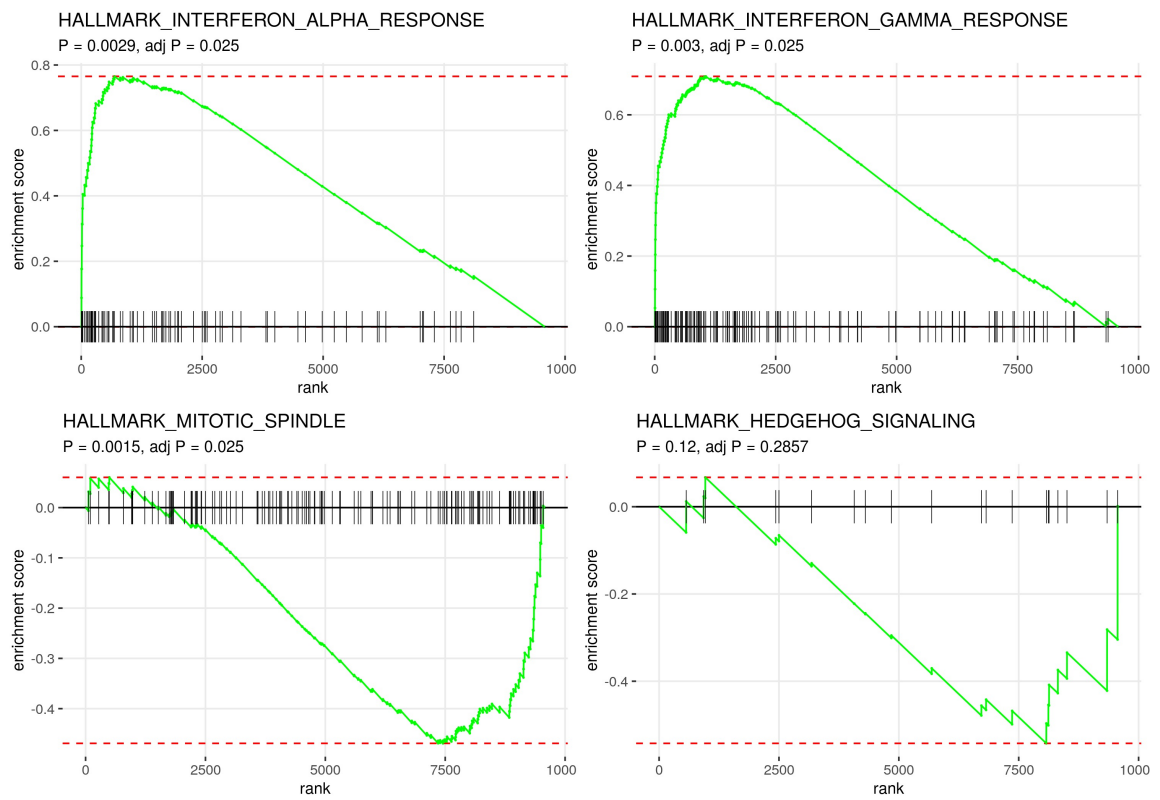 HALLMARK_INTERFERON_ALPHA_RESPONSE
P = 0.0029, adj P = 0.025
0.8
0.6
0.4
0.2
0.0
enrichment score
0 2500 5000 7500 1000
rank
HALLMARK_INTERFERON_GAMMA_RESPONSE
P = 0.003, adj P = 0.025
0.6
0.4
0.2
0.0
enrichment score
0 2500 5000 7500 1000
rank
HALLMARK_MITOTIC_SPINDLE
P = 0.0015, adj P = 0.025
0.0
-0.1
-0.2
-0.3
-0.4
enrichment score
0 2500 5000 7500 1000
rank
HALLMARK_HEDGEHOG_SIGNALING
P = 0.12, adj P = 0.2857
0.0
-0.2
-0.4
enrichment score
0 2500 5000 7500 1000
rank